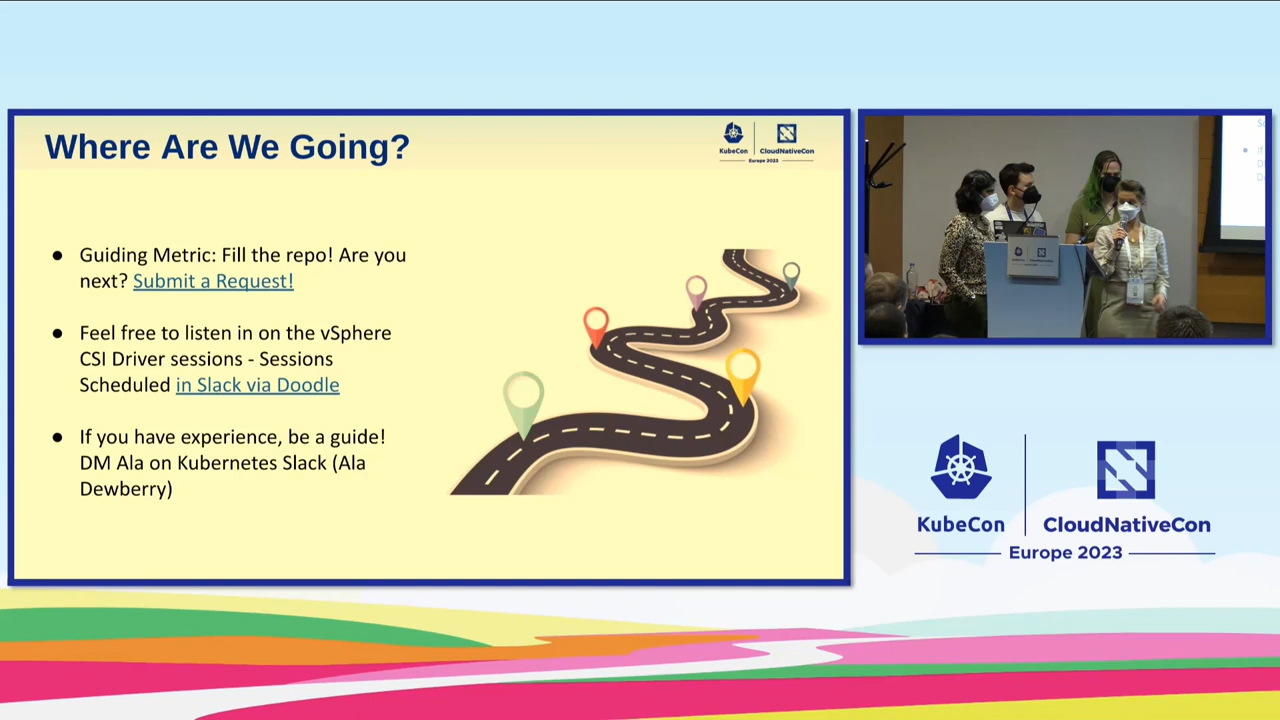 Where Are We Going?
KubeCon
CloudNativeCon
Europe 2023
● Guiding Metric: Fill the repo! Are you
next? Submit a Request!
● Feel free to listen in on the vSphere
CSI Driver sessions - Sessions
Scheduled in Slack via Doodle
● If you have experience, be a guide!
DM Ala on Kubernetes Slack (Ala
Dewberry)
KubeCon
CloudNativeCon
Europe 2023